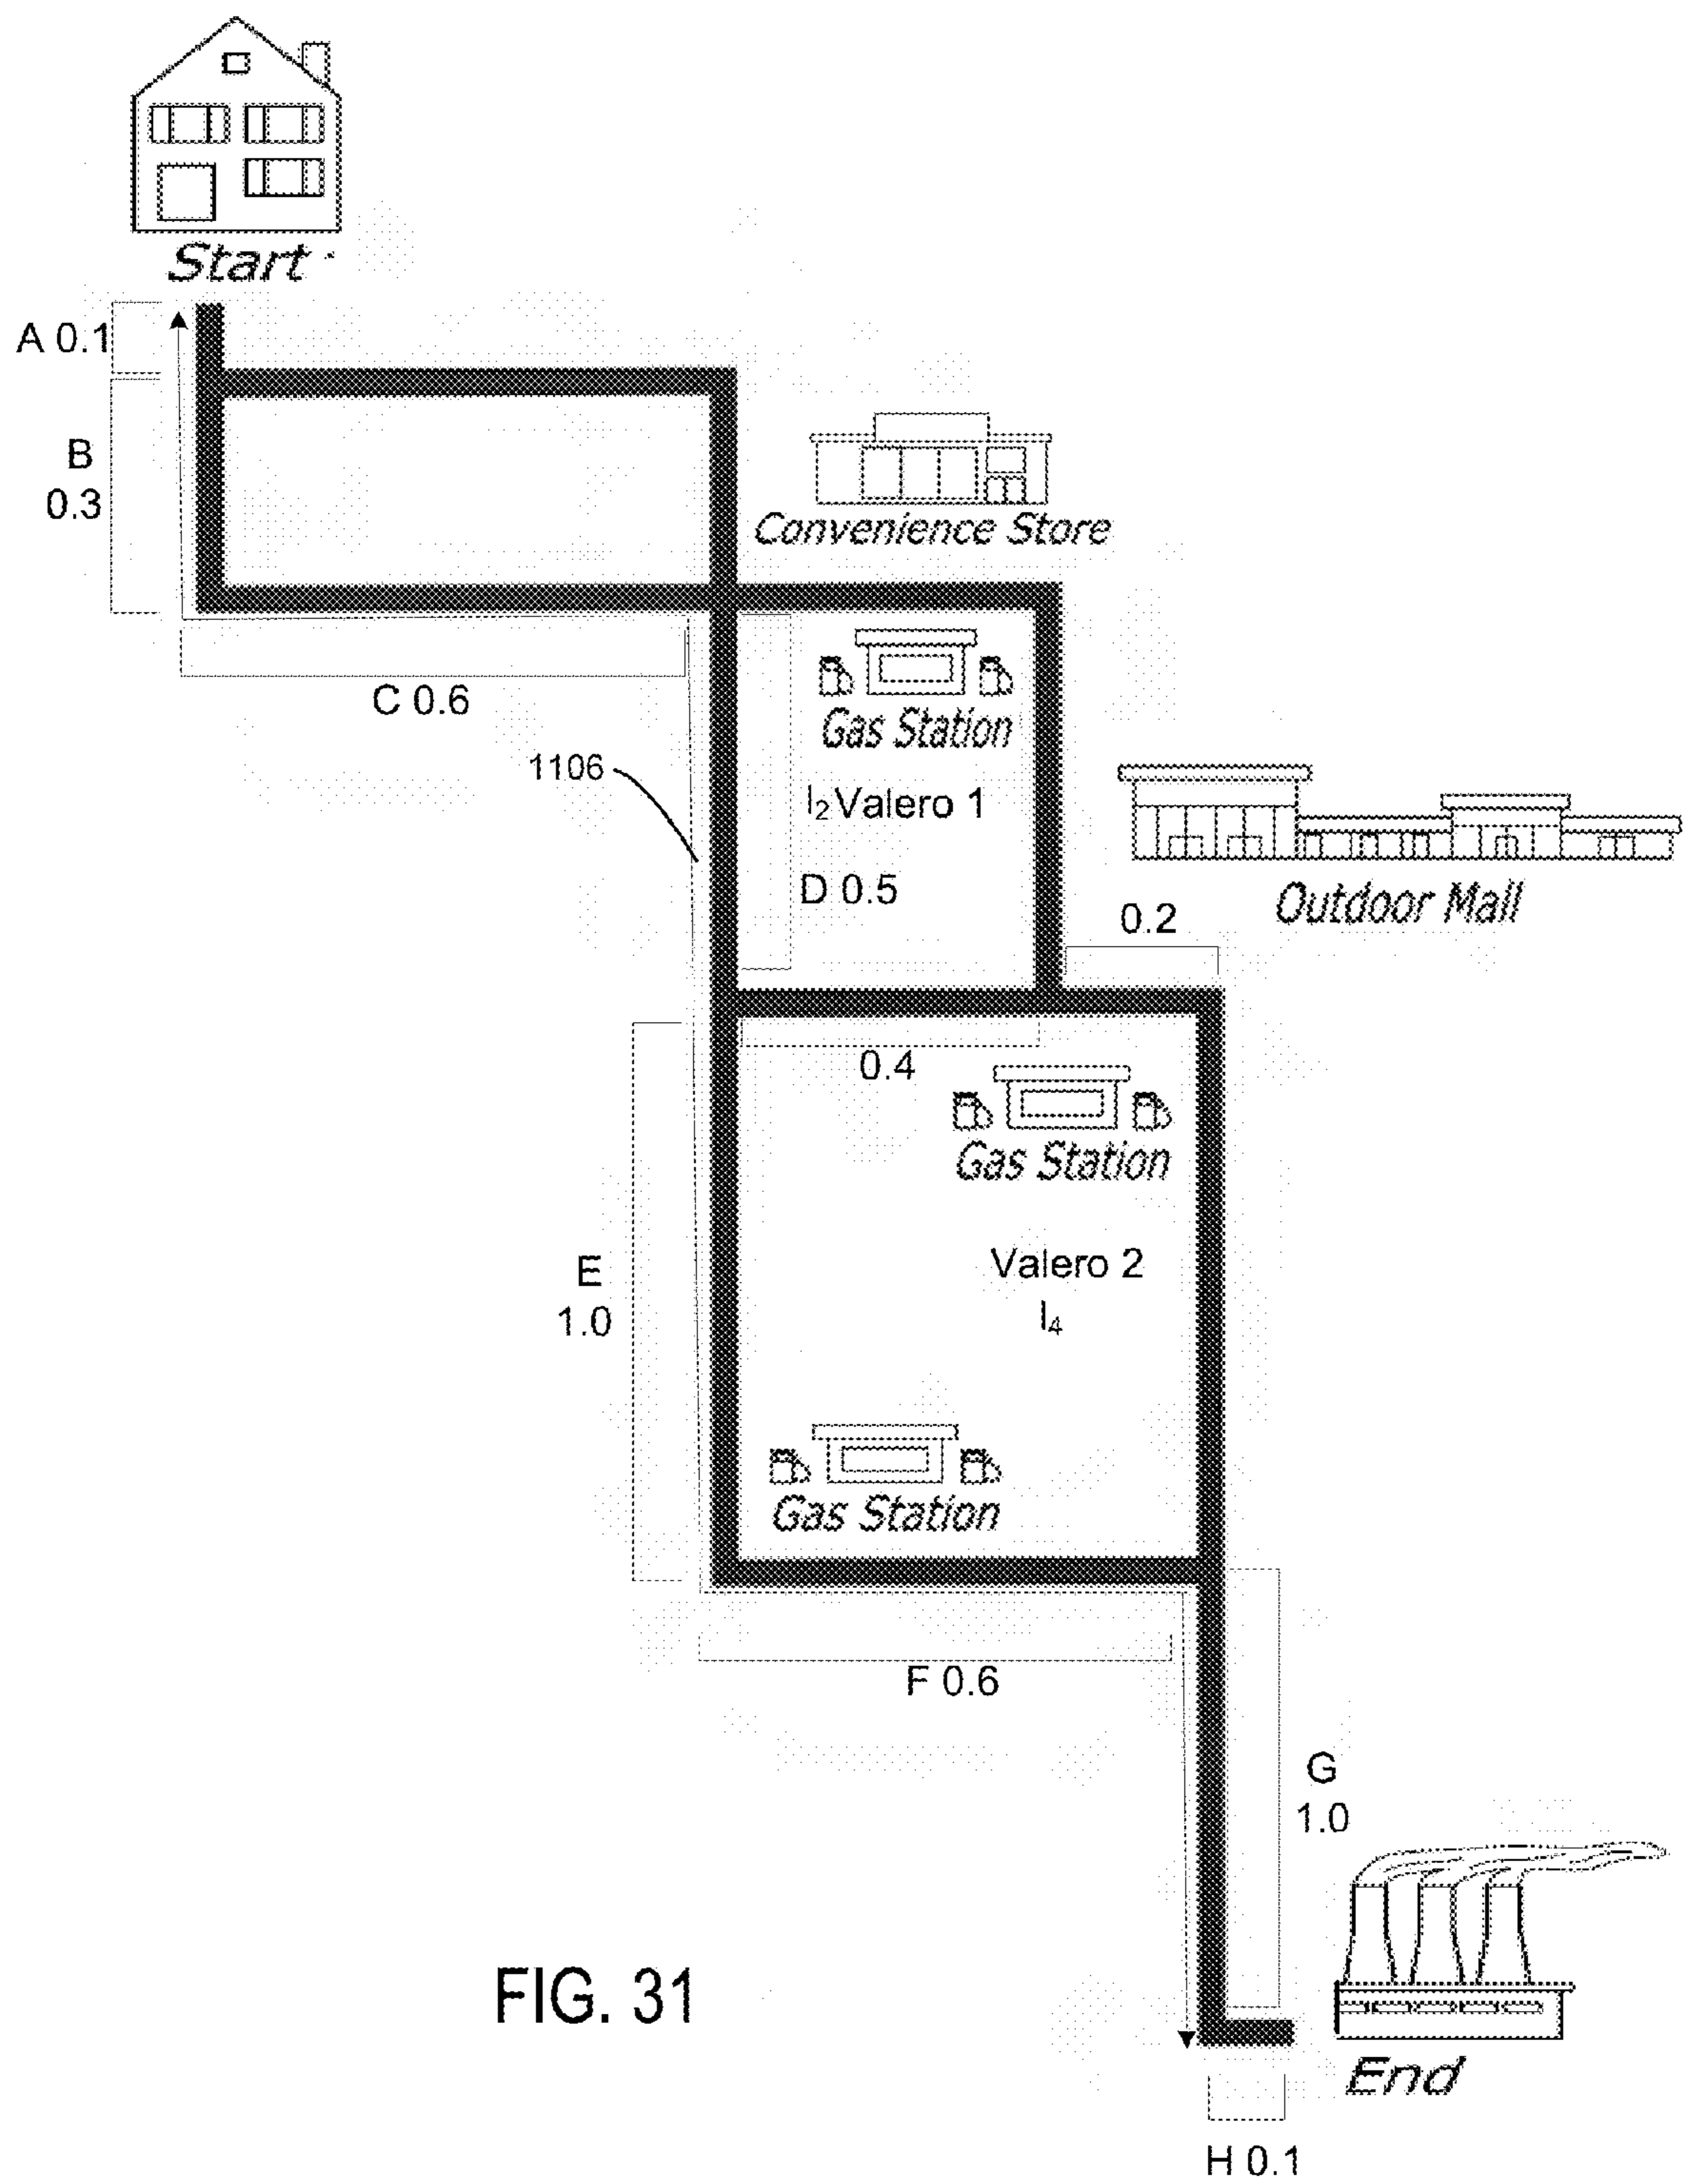 Start
A 0.1
B
0.3
Convenience Store
C 0.6
Gas Station
1106
I₂ Valero 1
D 0.5
0.2
Outdoor Mall
0.4
Gas Station
Valero 2
I₄
E
1.0
Gas Station
F 0.6
G
1.0
FIG. 31
End
H 0.1